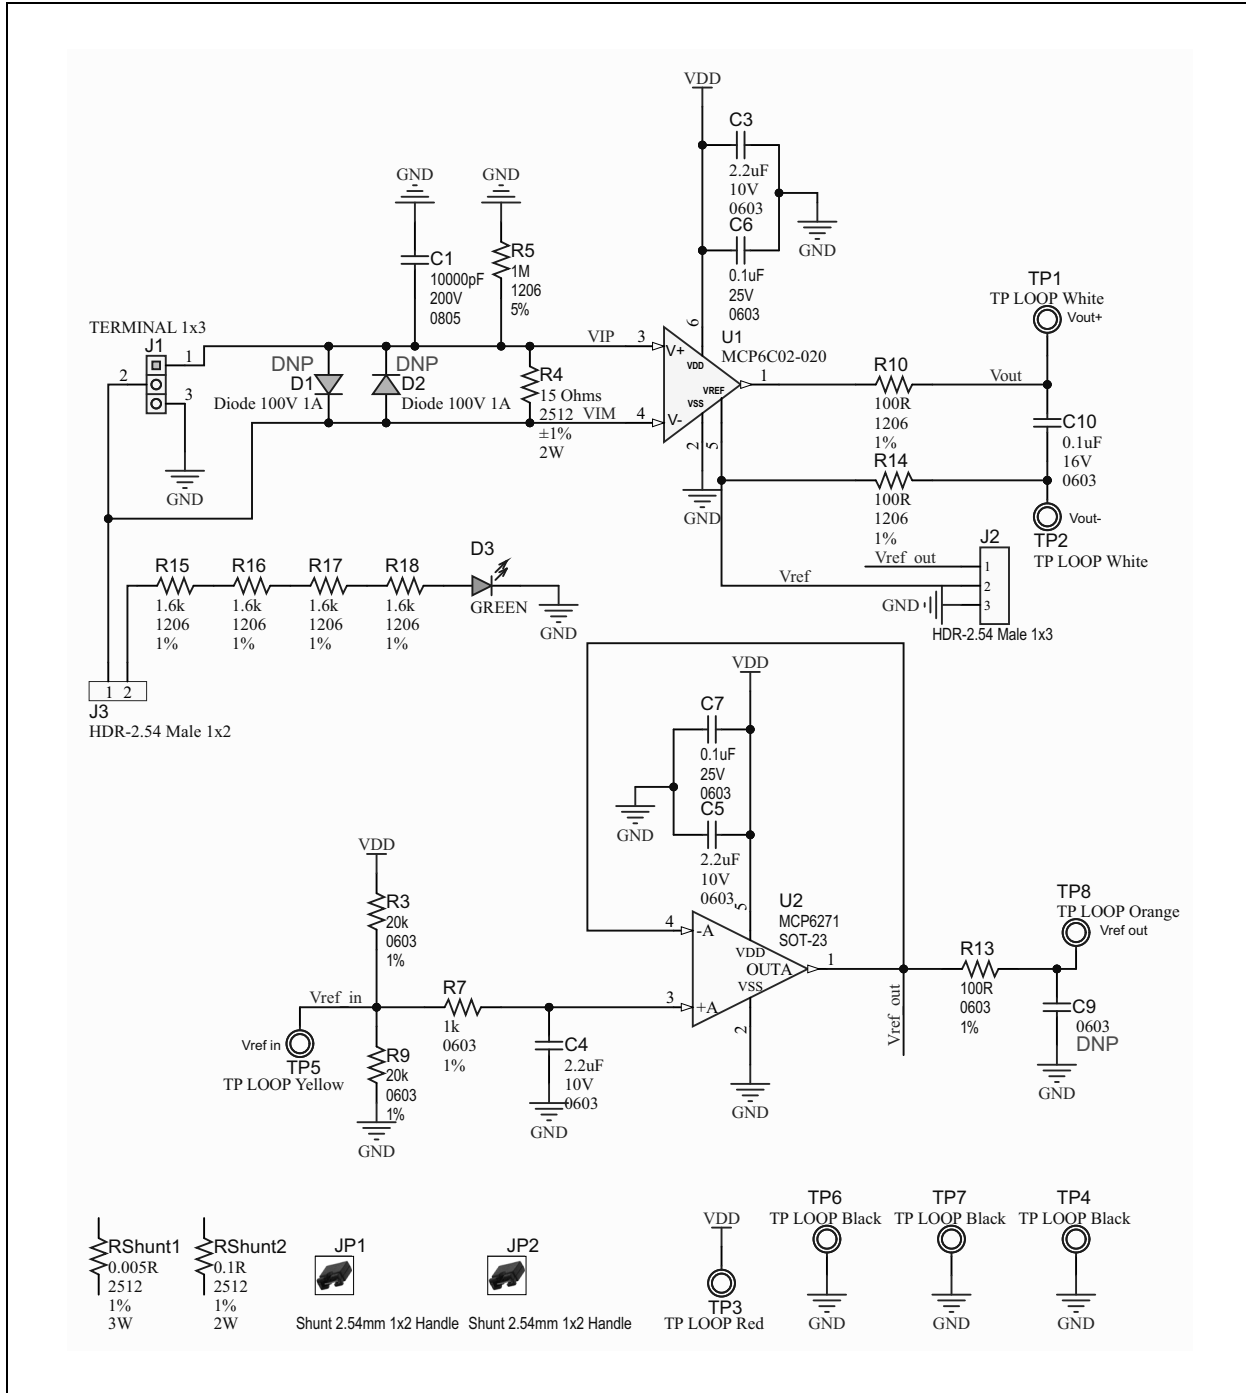 VDD
C3
2.2uF
10V
0603
C6
0.1uF
25V
0603
GND
GND
C1
10000pF
200V
0805
GND
R5
1M
1206
5%
TERMINAL 1x3
J1
1
2
3
GND
DNP
D1
Diode 100V 1A
DNP
D2
Diode 100V 1A
VIP
3
R4
15 Ohms
2512
±1%
2W
VIM
4
V+
V-
VDD
VREF
VSS
6
U1
MCP6C02-020
1
2
5
GND
R10
100R
1206
1%
Vout
TP1
TP LOOP White
Vout+
C10
0.1uF
16V
0603
R14
100R
1206
1%
Vout-
TP2
TP LOOP White
J2
Vref_out
1
Vref
2
GND
3
HDR-2.54 Male 1x3
R15
1.6k
1206
1%
R16
1.6k
1206
1%
R17
1.6k
1206
1%
R18
1.6k
1206
1%
D3
GREEN
GND
1 2
J3
HDR-2.54 Male 1x2
VDD
C7
0.1uF
25V
0603
C5
2.2uF
10V
0603
GND
5
U2
MCP6271
SOT-23
4
-A
VDD
OUTA
VSS
3
+A
1
2
GND
VDD
R3
20k
0603
1%
Vref_in
Vref in
TP5
TP LOOP Yellow
R9
20k
0603
1%
GND
R7
1k
0603
1%
C4
2.2uF
10V
0603
GND
Vref_out
R13
100R
0603
1%
TP8
TP LOOP Orange
Vref out
C9
0603
DNP
GND
RShunt1
0.005R
2512
1%
3W
RShunt2
0.1R
2512
1%
2W
JP1
Shunt 2.54mm 1x2 Handle
JP2
Shunt 2.54mm 1x2 Handle
VDD
TP3
TP LOOP Red
TP6
TP LOOP Black
GND
TP7
TP LOOP Black
GND
TP4
TP LOOP Black
GND